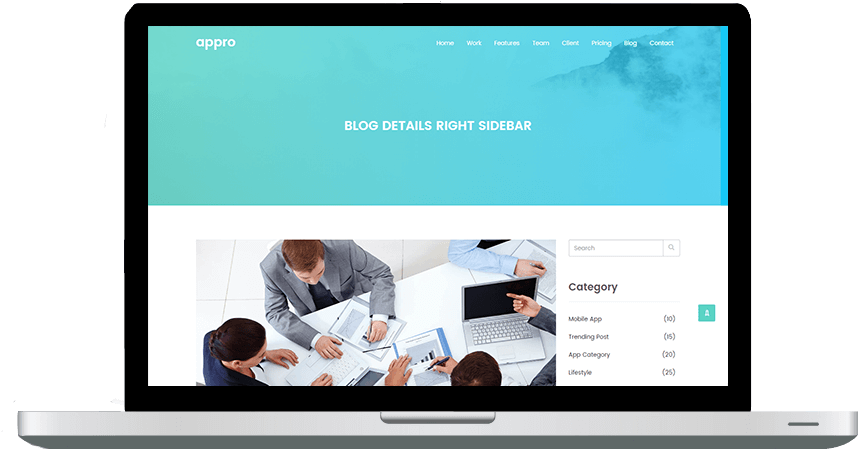 appro
Home Work Features Team Client Pricing Blog Contact
BLOG DETAILS RIGHT SIDEBAR
Search
Category
Mobile App (10)
Trending Post (15)
App Category (20)
Lifestyle (25)